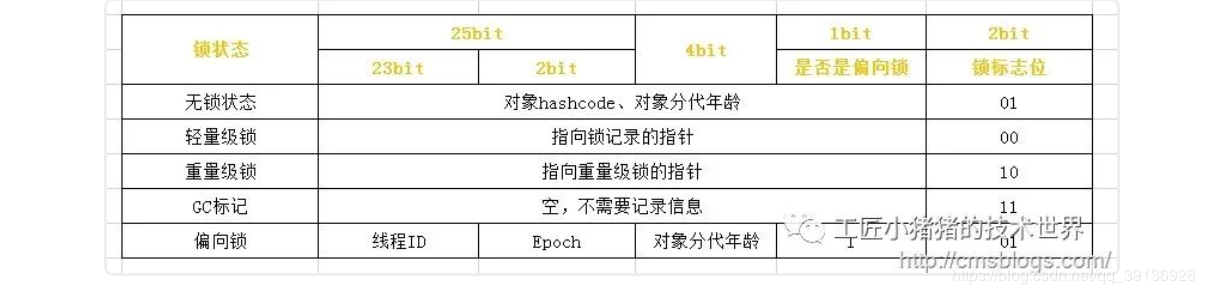 锁状态 25bit 4bit 1bit 2bit
23bit 2bit 是否是偏向锁 锁标志位
无锁状态 对象hashcode、对象分代年龄 01
轻量级锁 指向锁记录的指针 00
重量级锁 指向重量级锁的指针 10
GC标记 空，不需要记录信息 11
偏向锁 线程ID Epoch 对象分代年龄 1 01
工匠小猪猪的技术世界
http://cmsblogs.com/
https://blog.csdn.net/qq_39136928